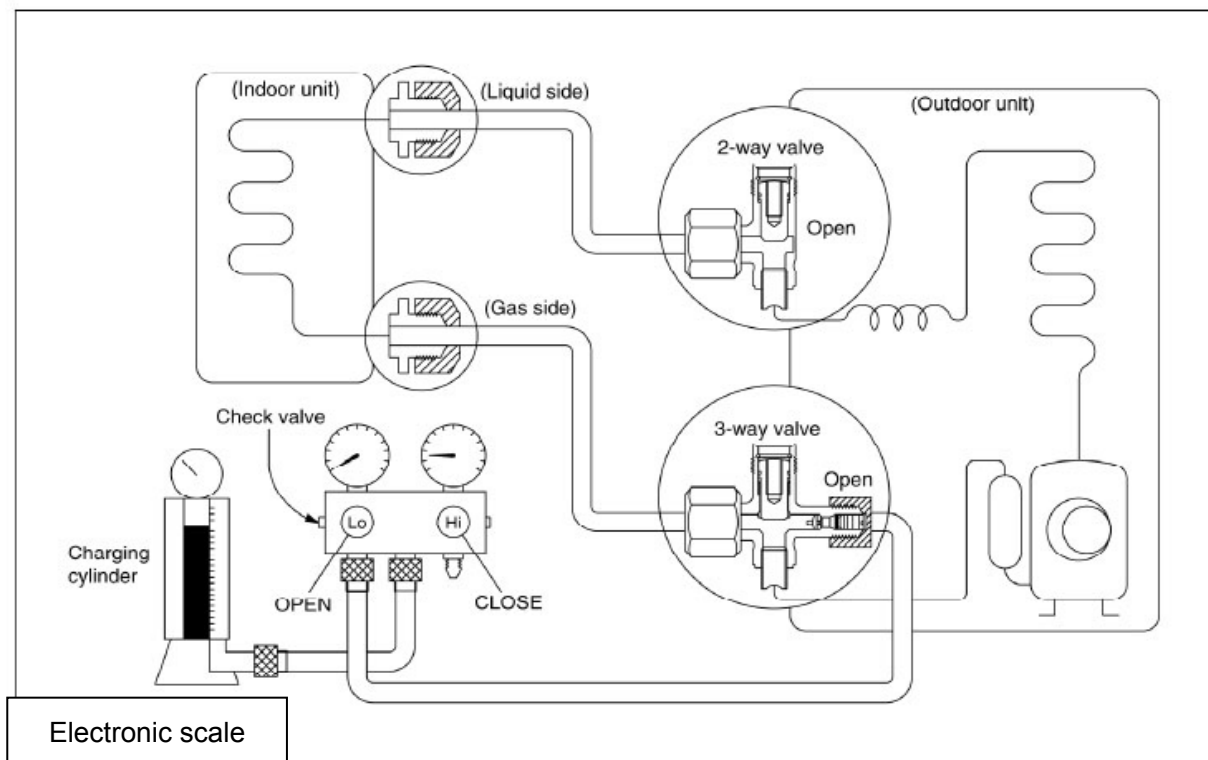 (Indoor unit)
(Liquid side)
(Outdoor unit)
2-way valve
Open
(Gas side)
Check valve
3-way valve
Open
Lo
Hi
Charging
cylinder
OPEN
CLOSE
Electronic scale